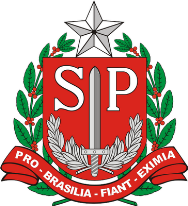 SP
PRO - BRASILIA - FIANT - EXIMIA